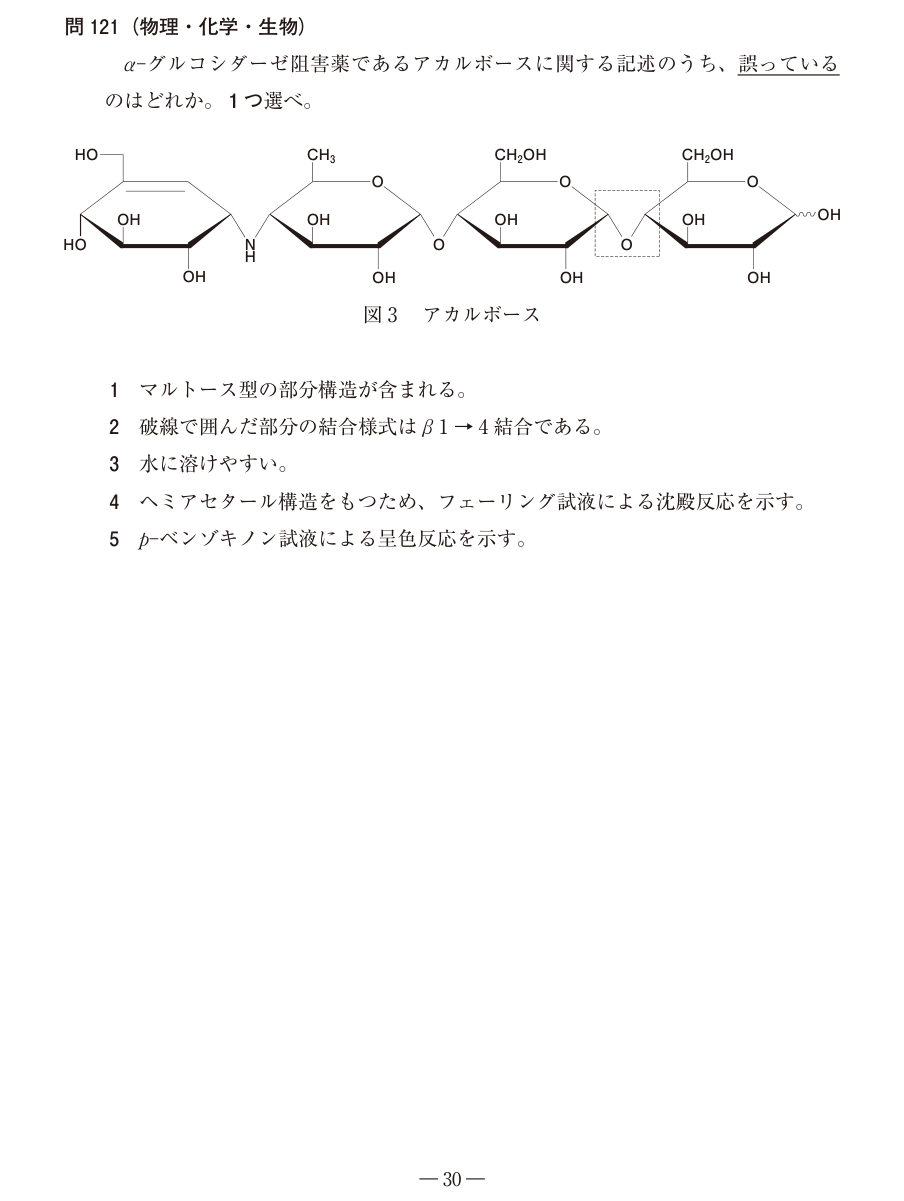 問 121（物理・化学・生物）
α-グルコシダーゼ阻害薬であるアカルボースに関する記述のうち、誤っている
のはどれか。1つ選べ。
HO CH₃ CH₂OH CH₂OH
O O O
OH OH OH OH OH
HO N H O O
OH OH OH OH
図3 アカルボース
1 マルトース型の部分構造が含まれる。
2 破線で囲んだ部分の結合様式はβ1→4結合である。
3 水に溶けやすい。
4 ヘミアセタール構造をもつため、フェーリング試液による沈殿反応を示す。
5 p-ベンゾキノン試液による呈色反応を示す。
― 30 ―